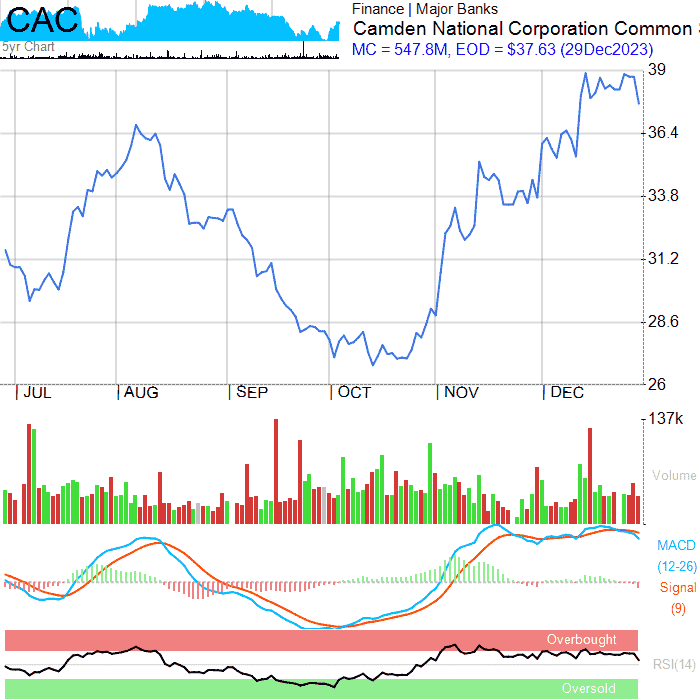 CAC
5yr Chart
Finance | Major Banks
Camden National Corporation Common
MC = 547.8M, EOD = $37.63 (29Dec2023)
39
36.4
33.8
31.2
28.6
26
JUL AUG SEP OCT NOV DEC
137k
Volume
MACD
(12-26)
Signal
(9)
Overbought
RSI(14)
Oversold